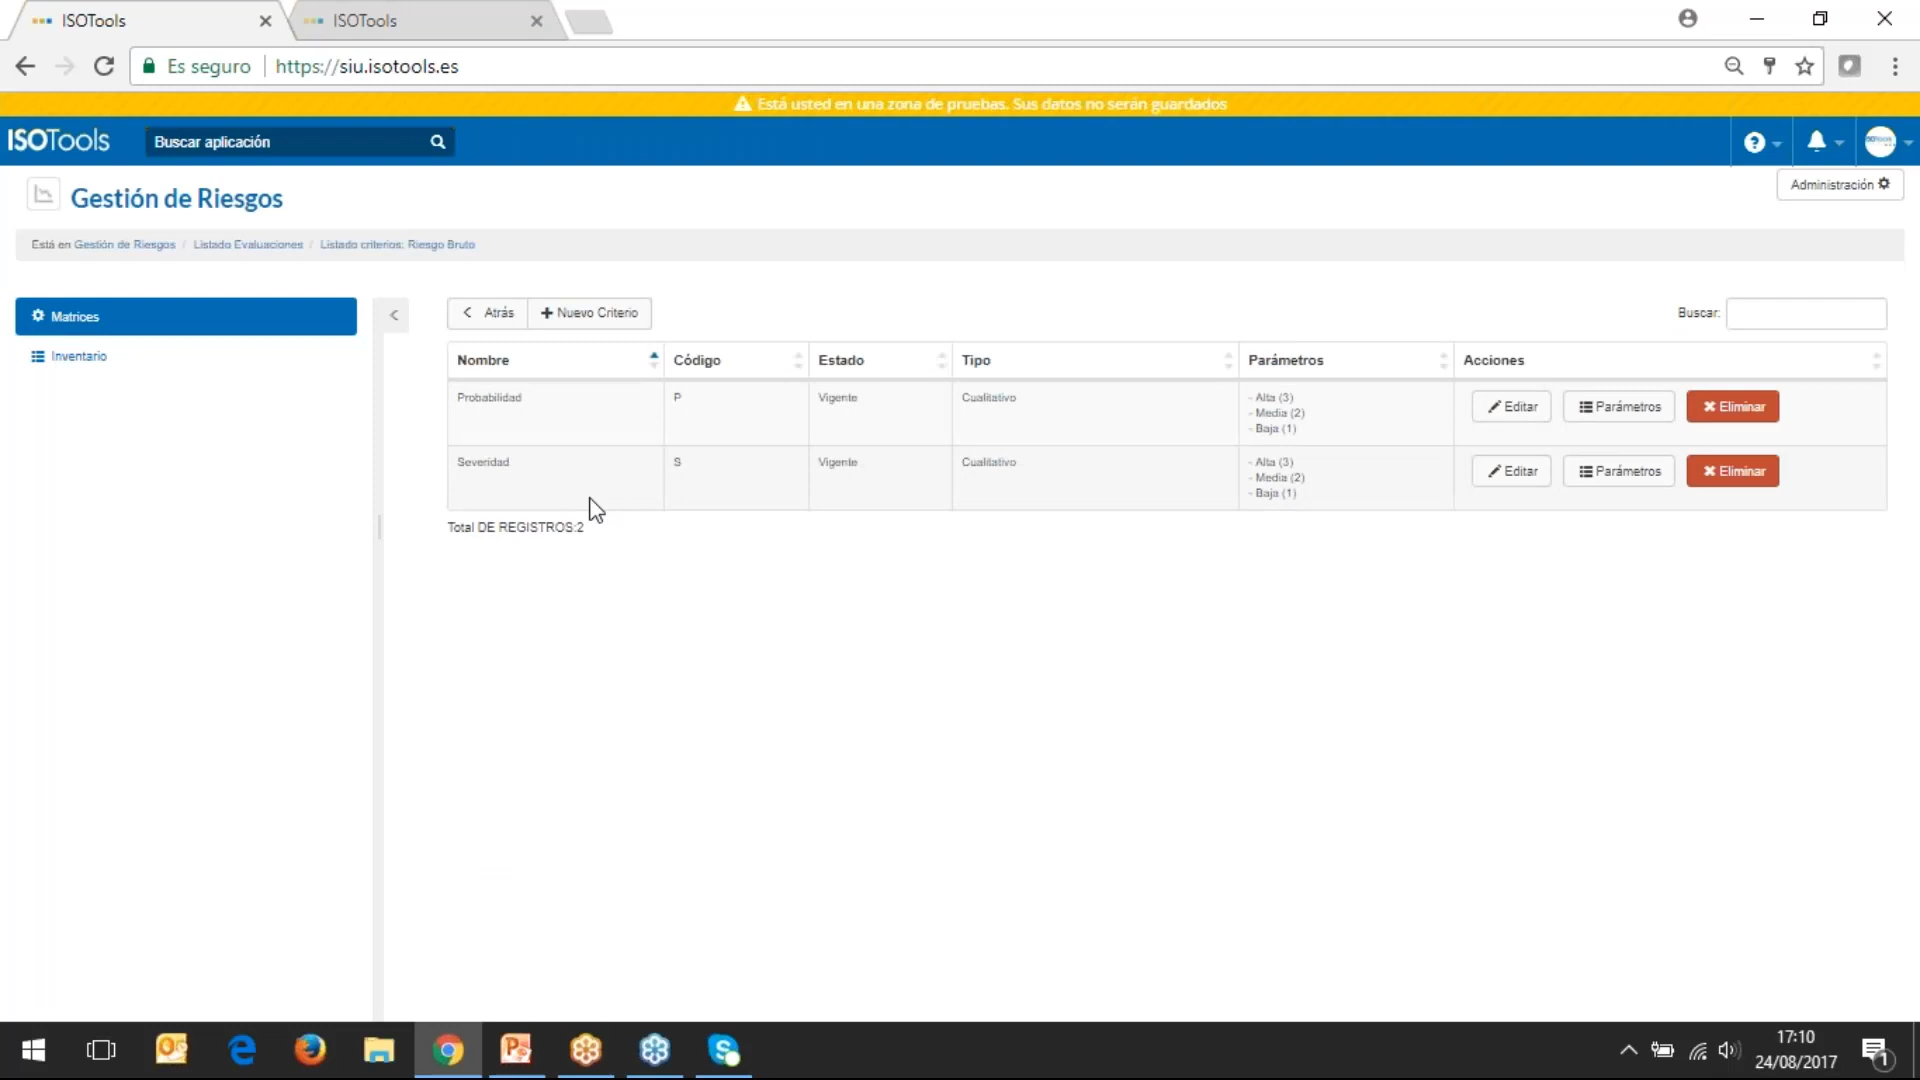 ISOTools
ISOTools
Es seguro https://siu.isotools.es
Está usted en una zona de pruebas. Sus datos no serán guardados
ISOTools Buscar aplicación
Gestión de Riesgos
Administración
Está en Gestión de Riesgos / Listado Evaluaciones / Listado criterios: Riesgo Bruto
Matrices
Inventario
Atrás Nuevo Criterio Buscar:
Nombre Código Estado Tipo Parámetros Acciones
Probabilidad P Vigente Cualitativo - Alta (3)
- Media (2)
- Baja (1)
Editar Parámetros Eliminar
Severidad S Vigente Cualitativo - Alta (3)
- Media (2)
- Baja (1)
Editar Parámetros Eliminar
Total DE REGISTROS:2
17:10
24/08/2017
1